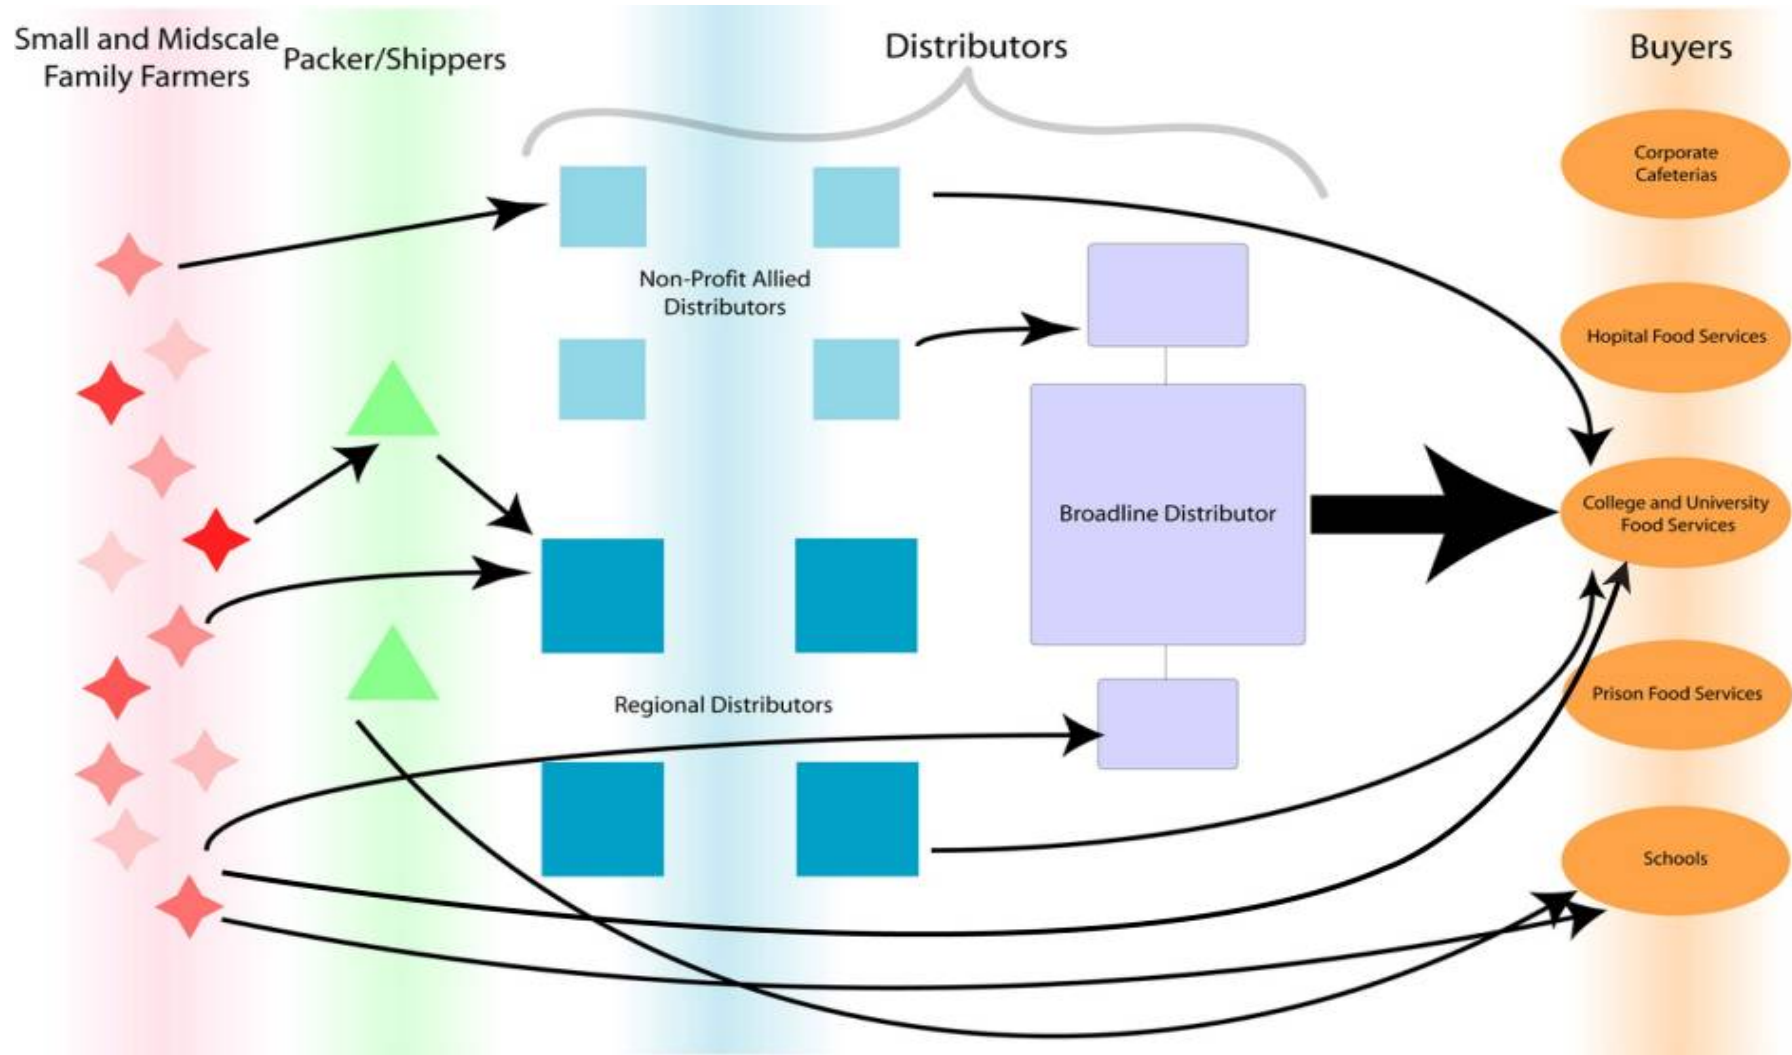 Small and Midscale
Family Farmers
Packer/Shippers
Distributors
Buyers
Corporate
Cafeterias
Non-Profit Allied
Distributors
Hopital Food Services
Broadline Distributor
College and University
Food Services
Regional Distributors
Prison Food Services
Schools